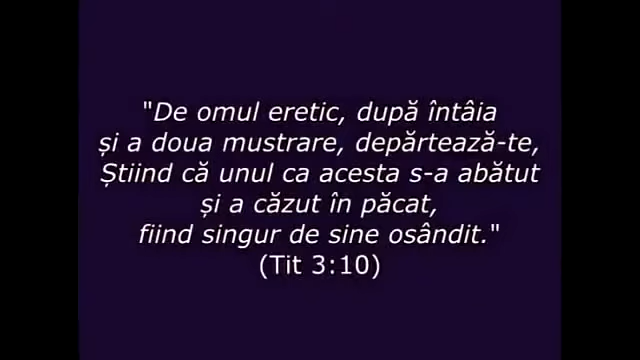 "De omul eretic, după întâia
și a doua mustrare, depărtează-te,
Știind că unul ca acesta s-a abătut
și a căzut în păcat,
fiind singur de sine osândit."
(Tit 3:10)